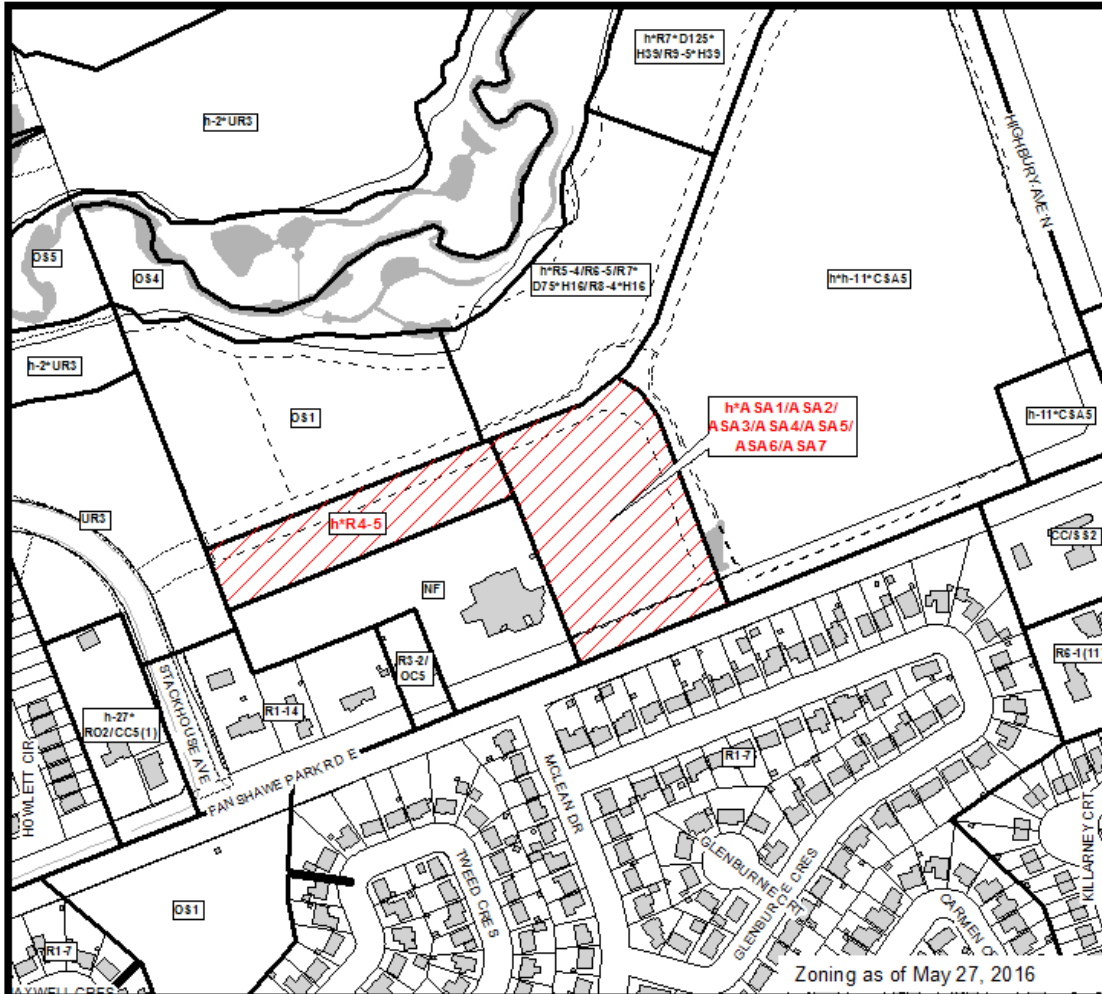 h*R7*D125*
H39/R9-5*H39
h-2*UR3
HIGHBURY AVE N
OS5
OS4
h*R5-4/R6-5/R7*
D75*H16/R8-4*H16
h*h-11*CSA5
h-2*UR3
OS1
h*ASA1/ASA2/
ASA3/ASA4/ASA5/
ASA6/ASA7
h-11*CSA5
UR3
h*R4-5
CC/SS2
NF
R3-2/
OC5
R6-1(11)
STACKHOUSE AVE
R1-14
h-27*
RO2/CC5(1)
HOWLETT CIR
FANSHAWE PARK RD E
MCLEAN DR
R1-7
KILLARNEY CRT
TWEED CRES
GLENBURNIE CRT
CRES
CARMEN
OS1
R1-7
Zoning as of May 27, 2016